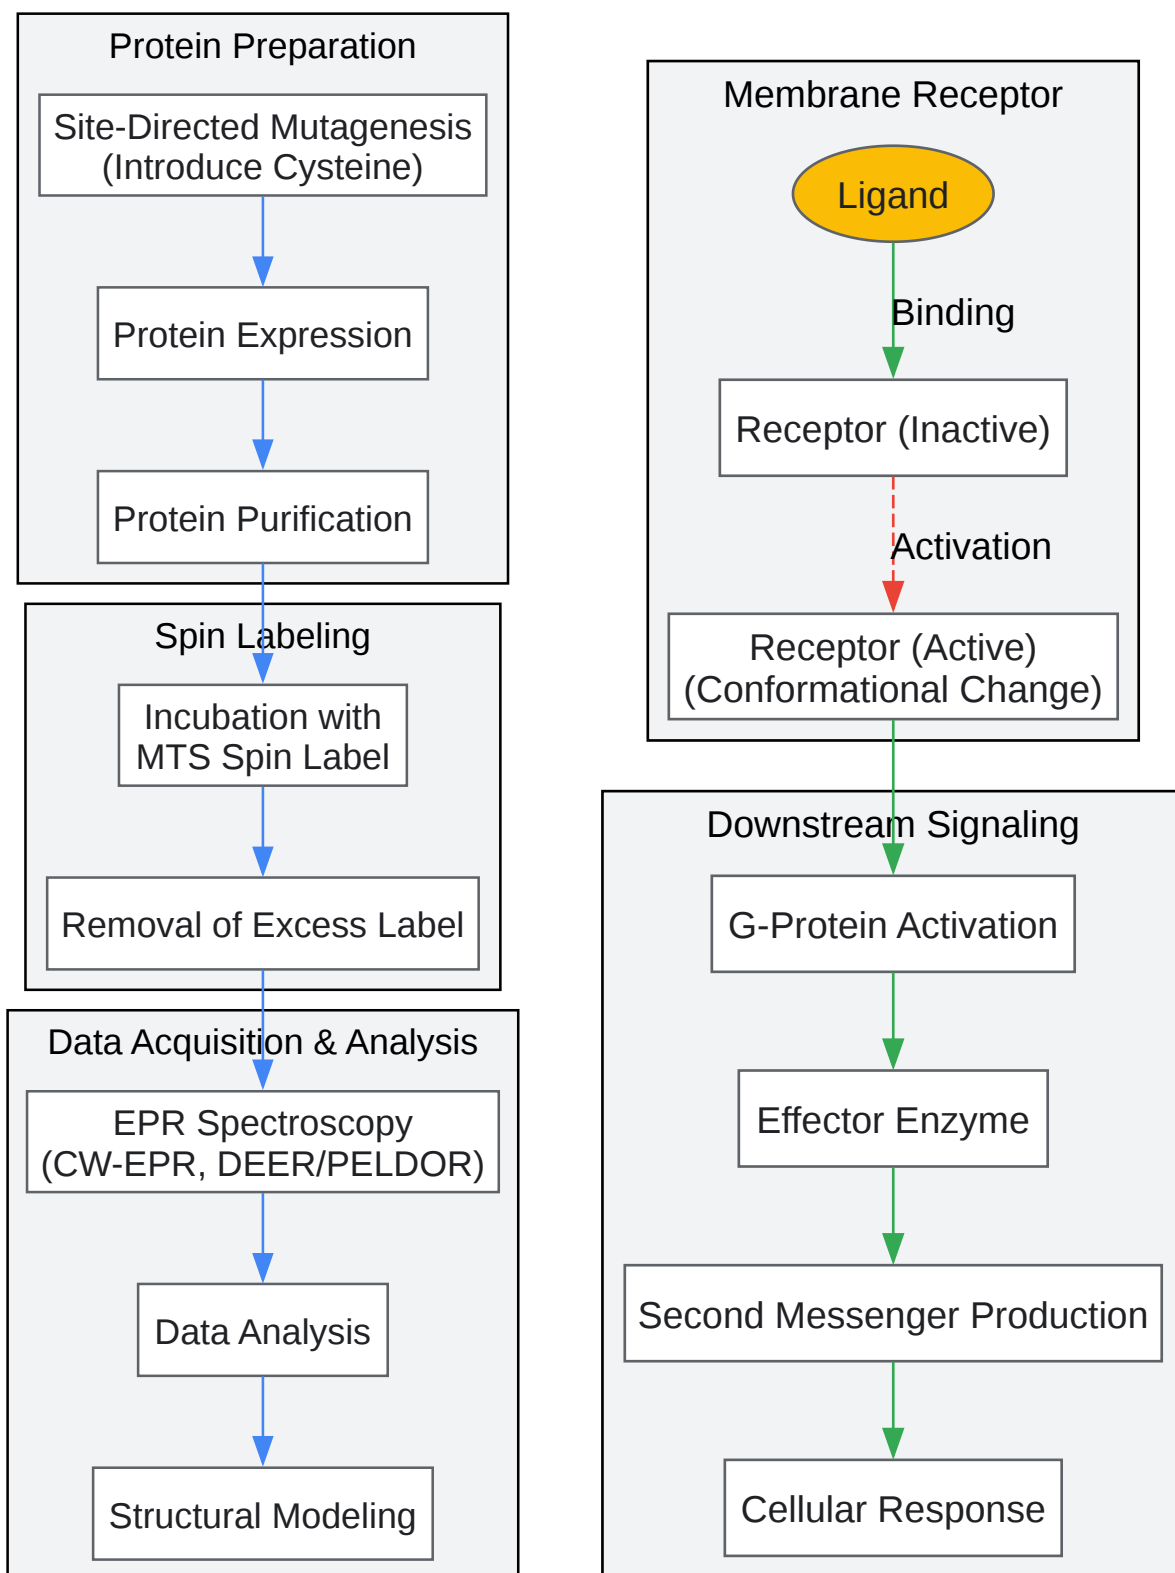 Protein Preparation
Site-Directed Mutagenesis
(Introduce Cysteine)
Protein Expression
Protein Purification
Spin Labeling
Incubation with
MTS Spin Label
Removal of Excess Label
Data Acquisition & Analysis
EPR Spectroscopy
(CW-EPR, DEER/PELDOR)
Data Analysis
Structural Modeling
Membrane Receptor
Ligand
Binding
Receptor (Inactive)
Activation
Receptor (Active)
(Conformational Change)
Downstream Signaling
G-Protein Activation
Effector Enzyme
Second Messenger Production
Cellular Response